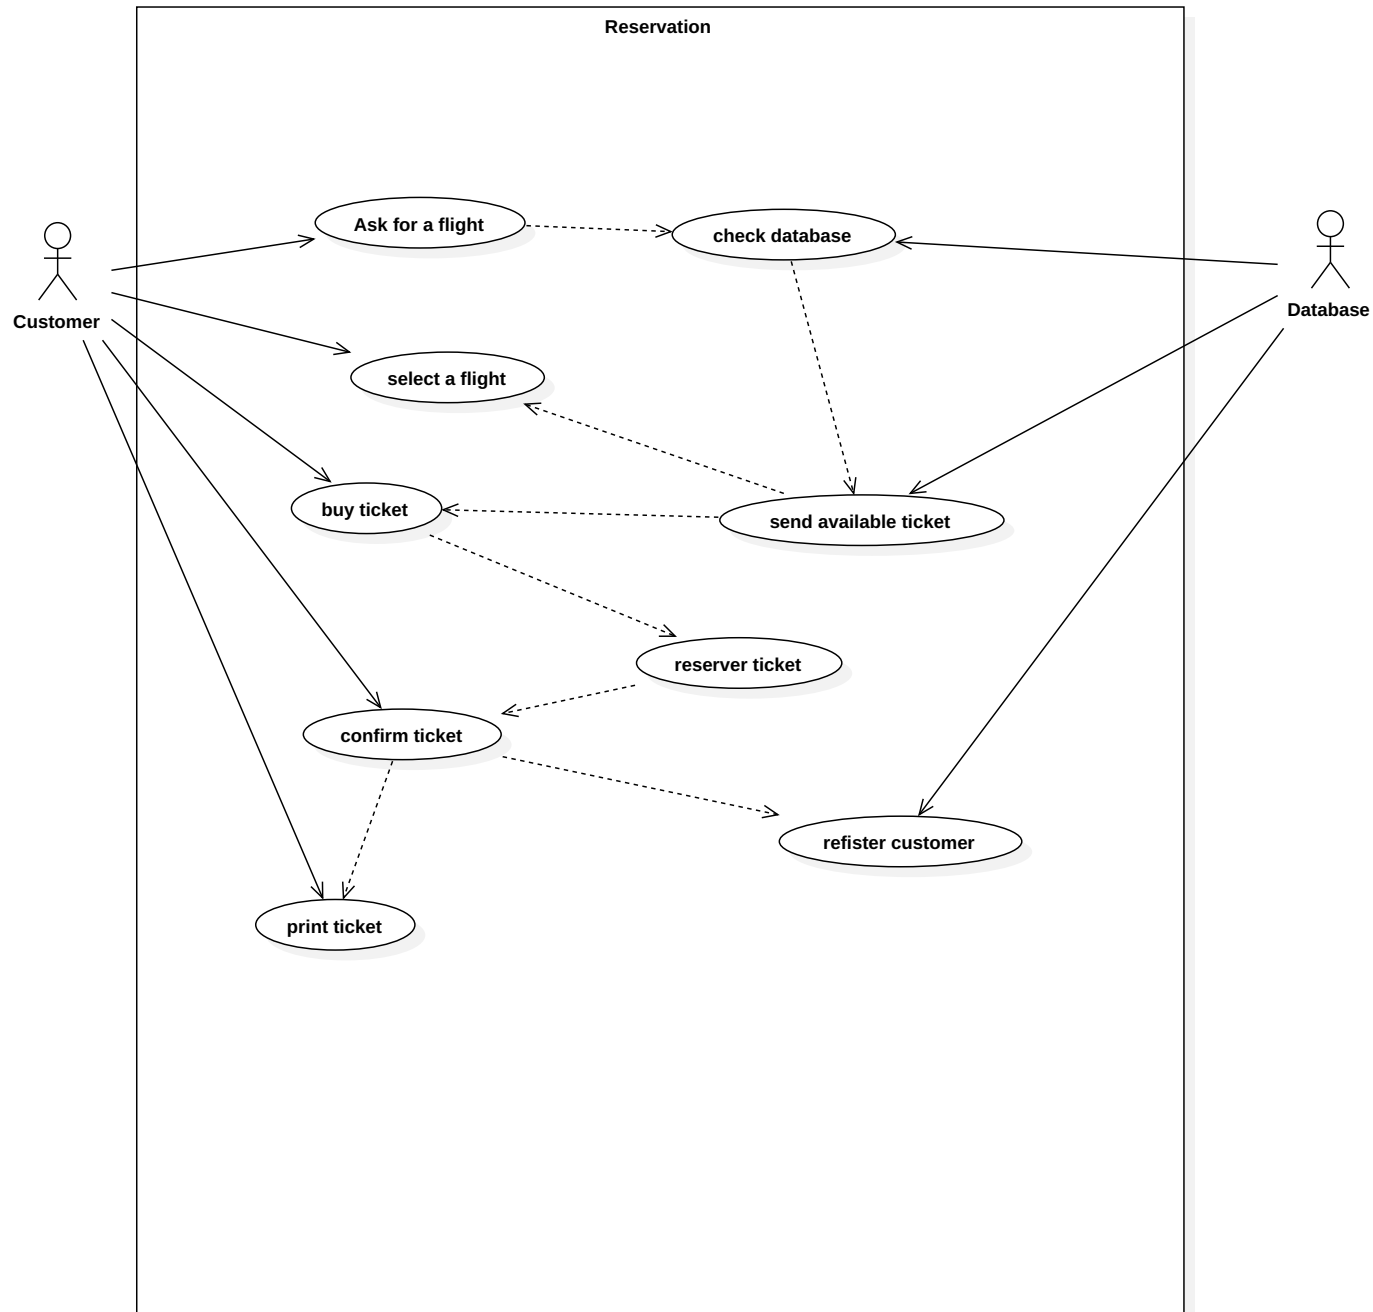 Reservation
Ask for a flight
check database
Customer
Database
select a flight
buy ticket
send available ticket
reserver ticket
confirm ticket
refister customer
print ticket